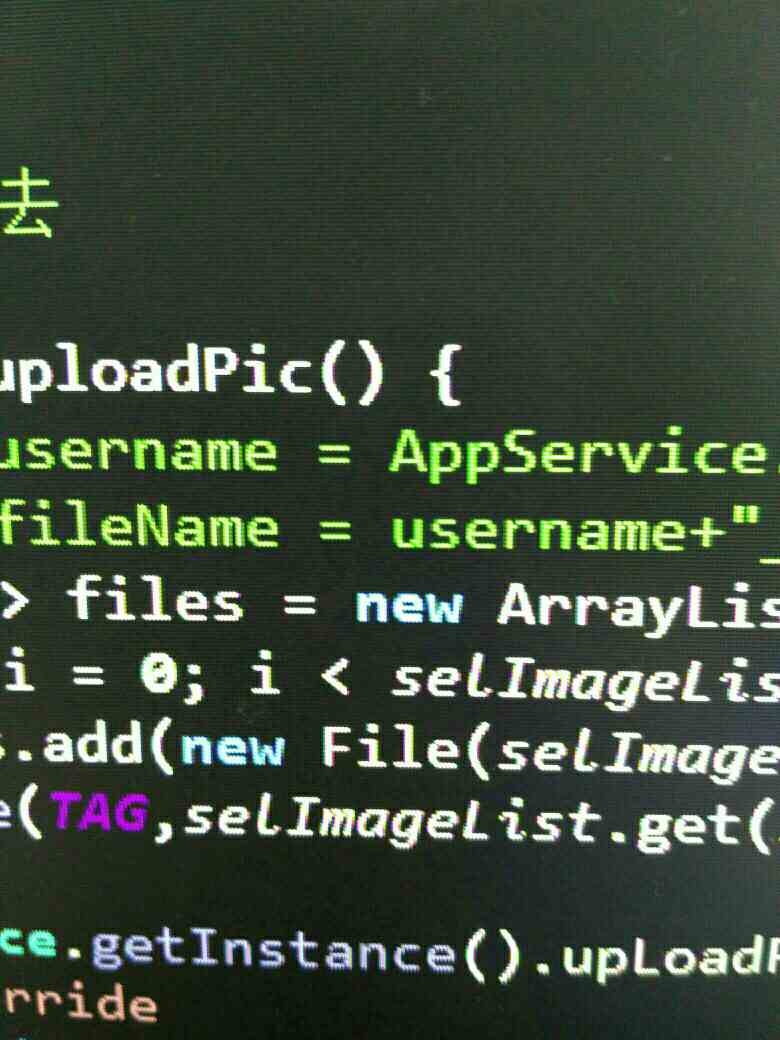 去
uploadPic() {
username = AppService.
fileName = username+"_
> files = new ArrayLis
i = 0; i < selImageLis
s.add(new File(selImage
e(TAG,selImageList.get(
ce.getInstance().upLoadF
rride